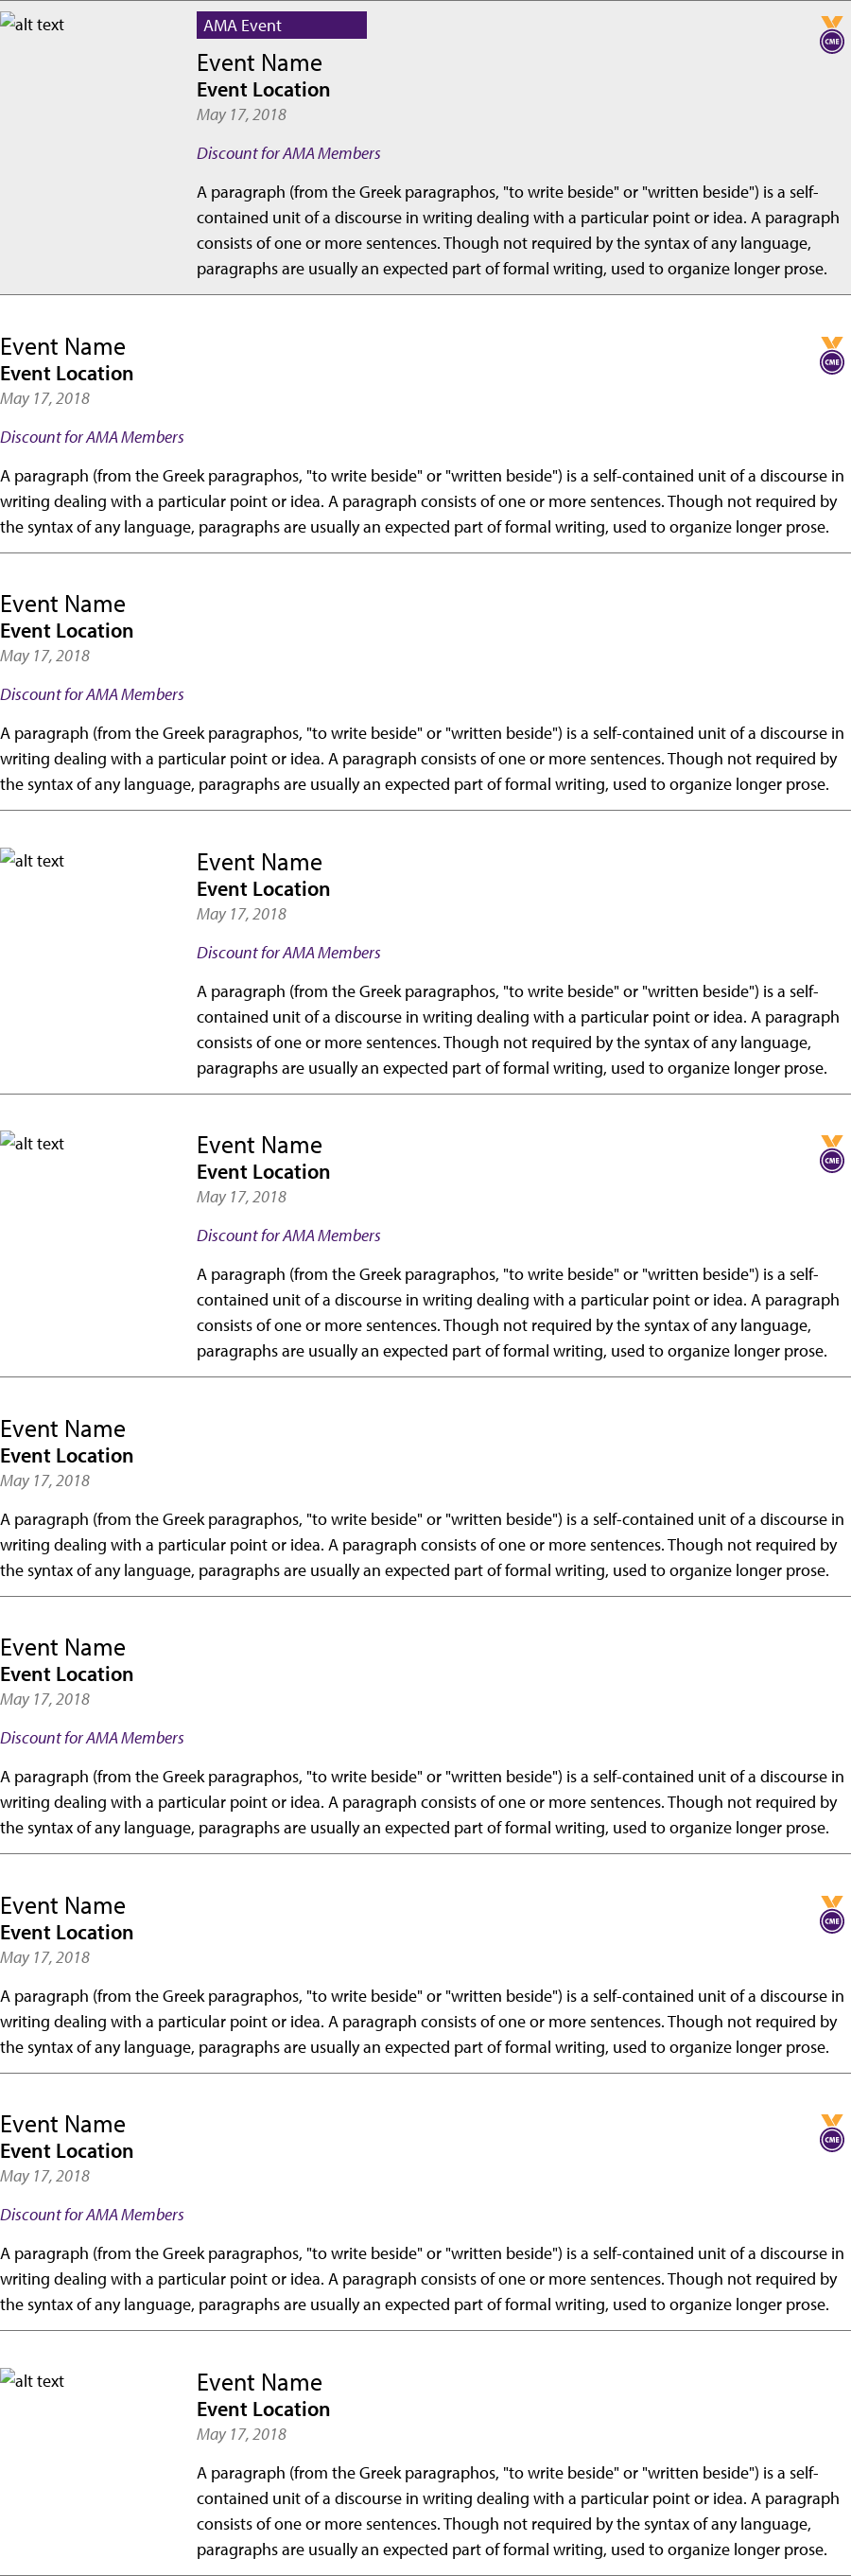 alt text
AMA Event
CME
Event Name
Event Location
May 17, 2018
Discount for AMA Members
A paragraph (from the Greek paragraphos, "to write beside" or "written beside") is a self-
contained unit of a discourse in writing dealing with a particular point or idea. A paragraph
consists of one or more sentences. Though not required by the syntax of any language,
paragraphs are usually an expected part of formal writing, used to organize longer prose.
Event Name
CME
Event Location
May 17, 2018
Discount for AMA Members
A paragraph (from the Greek paragraphos, "to write beside" or "written beside") is a self-contained unit of a discourse in
writing dealing with a particular point or idea. A paragraph consists of one or more sentences. Though not required by
the syntax of any language, paragraphs are usually an expected part of formal writing, used to organize longer prose.
Event Name
Event Location
May 17, 2018
Discount for AMA Members
A paragraph (from the Greek paragraphos, "to write beside" or "written beside") is a self-contained unit of a discourse in
writing dealing with a particular point or idea. A paragraph consists of one or more sentences. Though not required by
the syntax of any language, paragraphs are usually an expected part of formal writing, used to organize longer prose.
alt text
Event Name
Event Location
May 17, 2018
Discount for AMA Members
A paragraph (from the Greek paragraphos, "to write beside" or "written beside") is a self-
contained unit of a discourse in writing dealing with a particular point or idea. A paragraph
consists of one or more sentences. Though not required by the syntax of any language,
paragraphs are usually an expected part of formal writing, used to organize longer prose.
alt text
Event Name
CME
Event Location
May 17, 2018
Discount for AMA Members
A paragraph (from the Greek paragraphos, "to write beside" or "written beside") is a self-
contained unit of a discourse in writing dealing with a particular point or idea. A paragraph
consists of one or more sentences. Though not required by the syntax of any language,
paragraphs are usually an expected part of formal writing, used to organize longer prose.
Event Name
Event Location
May 17, 2018
A paragraph (from the Greek paragraphos, "to write beside" or "written beside") is a self-contained unit of a discourse in
writing dealing with a particular point or idea. A paragraph consists of one or more sentences. Though not required by
the syntax of any language, paragraphs are usually an expected part of formal writing, used to organize longer prose.
Event Name
Event Location
May 17, 2018
Discount for AMA Members
A paragraph (from the Greek paragraphos, "to write beside" or "written beside") is a self-contained unit of a discourse in
writing dealing with a particular point or idea. A paragraph consists of one or more sentences. Though not required by
the syntax of any language, paragraphs are usually an expected part of formal writing, used to organize longer prose.
Event Name
CME
Event Location
May 17, 2018
A paragraph (from the Greek paragraphos, "to write beside" or "written beside") is a self-contained unit of a discourse in
writing dealing with a particular point or idea. A paragraph consists of one or more sentences. Though not required by
the syntax of any language, paragraphs are usually an expected part of formal writing, used to organize longer prose.
Event Name
CME
Event Location
May 17, 2018
Discount for AMA Members
A paragraph (from the Greek paragraphos, "to write beside" or "written beside") is a self-contained unit of a discourse in
writing dealing with a particular point or idea. A paragraph consists of one or more sentences. Though not required by
the syntax of any language, paragraphs are usually an expected part of formal writing, used to organize longer prose.
alt text
Event Name
Event Location
May 17, 2018
A paragraph (from the Greek paragraphos, "to write beside" or "written beside") is a self-
contained unit of a discourse in writing dealing with a particular point or idea. A paragraph
consists of one or more sentences. Though not required by the syntax of any language,
paragraphs are usually an expected part of formal writing, used to organize longer prose.